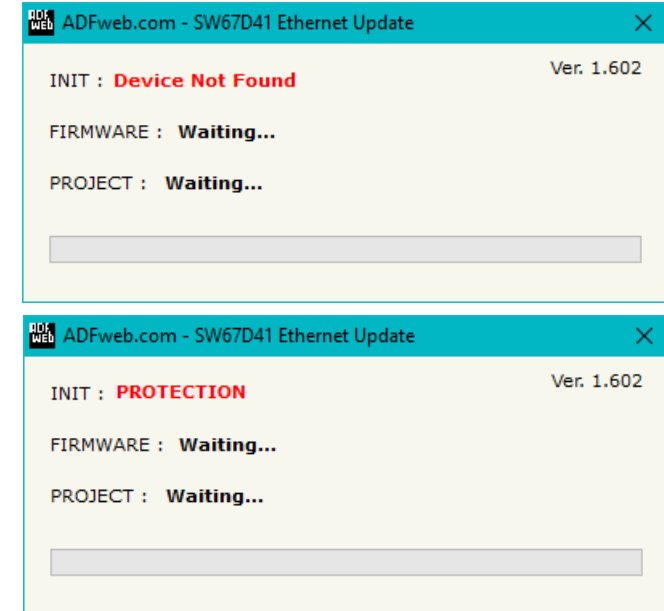 ADFweb.com - SW67D41 Ethernet Update
Ver. 1.602
INIT : Device Not Found
FIRMWARE : Waiting...
PROJECT : Waiting...
ADFweb.com - SW67D41 Ethernet Update
Ver. 1.602
INIT : PROTECTION
FIRMWARE : Waiting...
PROJECT : Waiting...